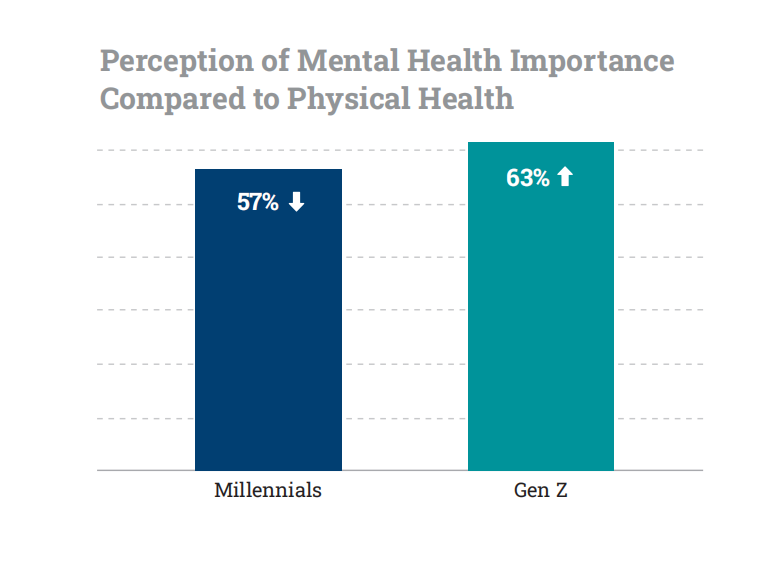 Perception of Mental Health Importance
Compared to Physical Health
57%
63%
Millennials
Gen Z